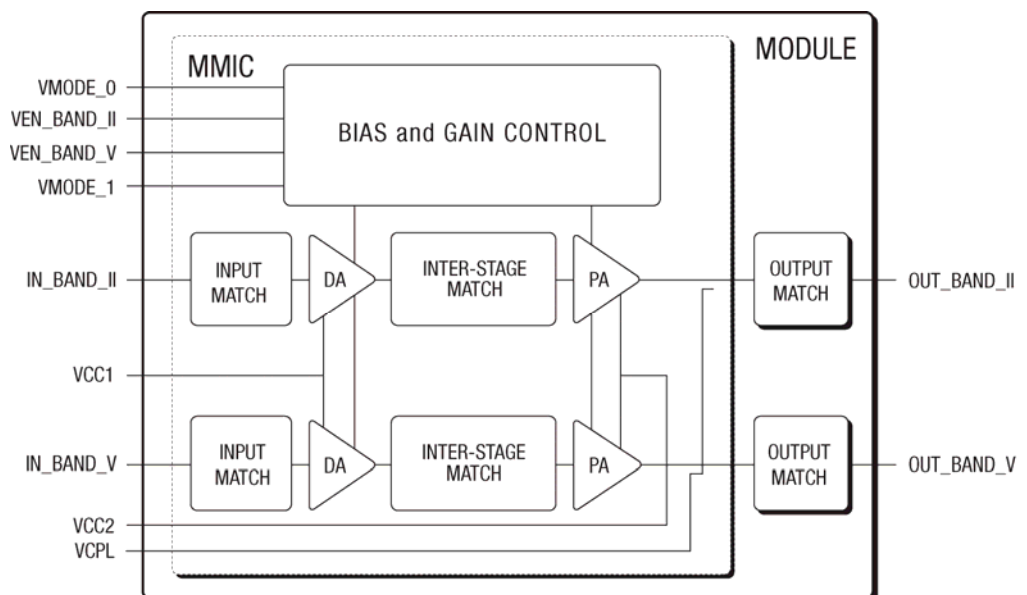 MMIC
MODULE
VMODE_0
VEN_BAND_II
VEN_BAND_V
VMODE_1
BIAS and GAIN CONTROL
IN_BAND_II
INPUT
MATCH
DA
INTER-STAGE
MATCH
PA
OUTPUT
MATCH
OUT_BAND_II
VCC1
IN_BAND_V
INPUT
MATCH
DA
INTER-STAGE
MATCH
PA
OUTPUT
MATCH
OUT_BAND_V
VCC2
VCPL